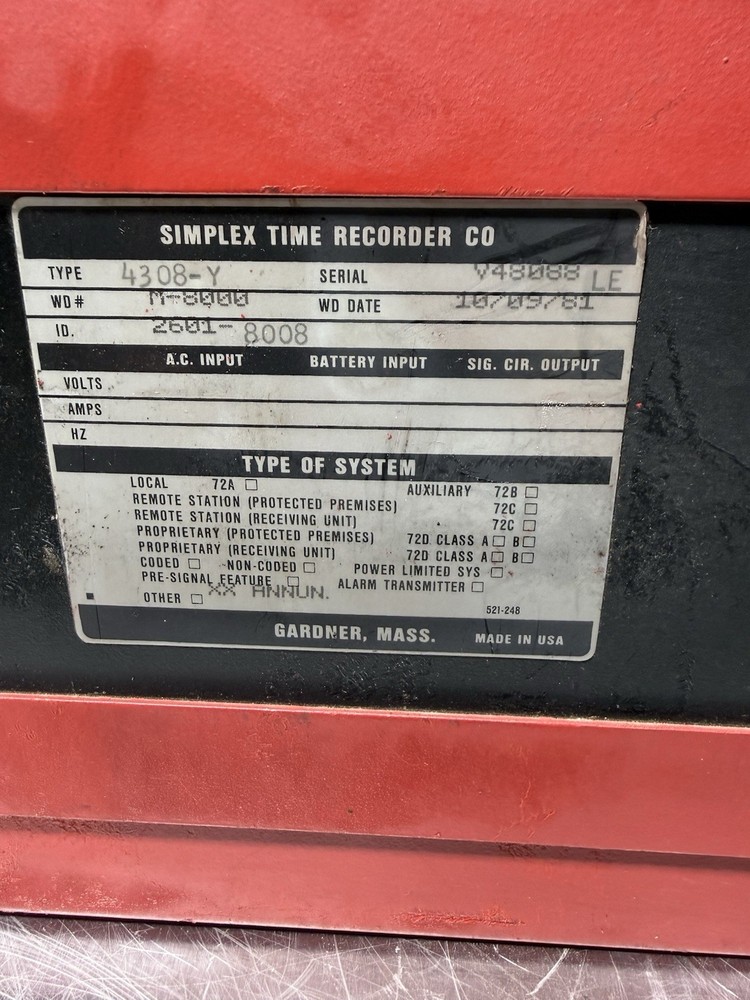 SIMPLEX TIME RECORDER CO
TYPE 4308-Y SERIAL V48088 LE
WD# M-8000 WD DATE 10/09/81
ID. 2601-8008
A.C. INPUT BATTERY INPUT SIG. CIR. OUTPUT
VOLTS
AMPS
HZ
TYPE OF SYSTEM
LOCAL 72A □ AUXILIARY 72B □
REMOTE STATION (PROTECTED PREMISES) 72C □
REMOTE STATION (RECEIVING UNIT) 72C □
PROPRIETARY (PROTECTED PREMISES) 72D CLASS A □ B □
PROPRIETARY (RECEIVING UNIT) 72D CLASS A □ B □
CODED □ NON-CODED □ POWER LIMITED SYS □
PRE-SIGNAL FEATURE □ ALARM TRANSMITTER □
OTHER □ XX ANNUN.
521-248
GARDNER, MASS. MADE IN USA